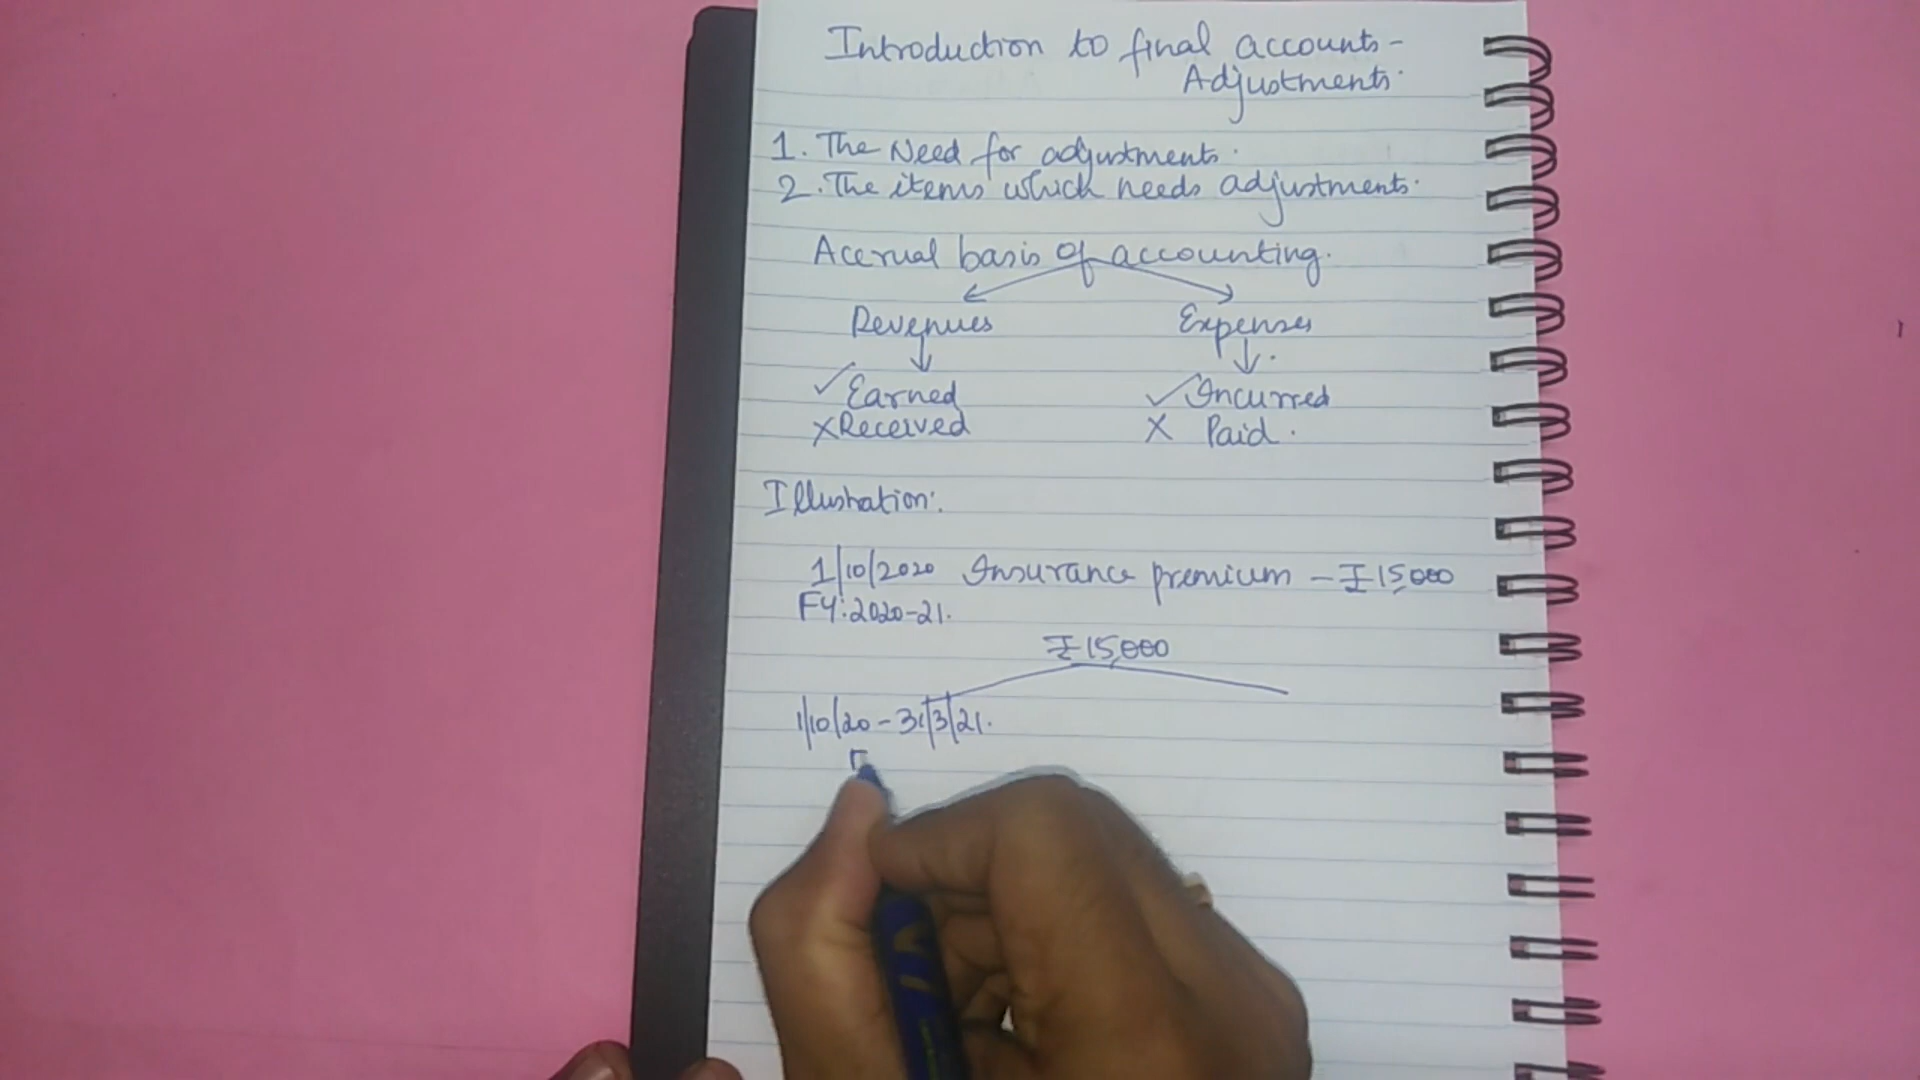 Introduction to final accounts -
Adjustments.
1. The Need for adjustments.
2. The items which needs adjustments.
Accrual basis of accounting.
Revenues Expenses
✓ Earned ✓ Incurred
X Received X Paid.
Illustration:
1/10/2020 Insurance premium - ₹15,000
FY: 2020-21.
₹15,000
1/10/20 - 31/3/21.